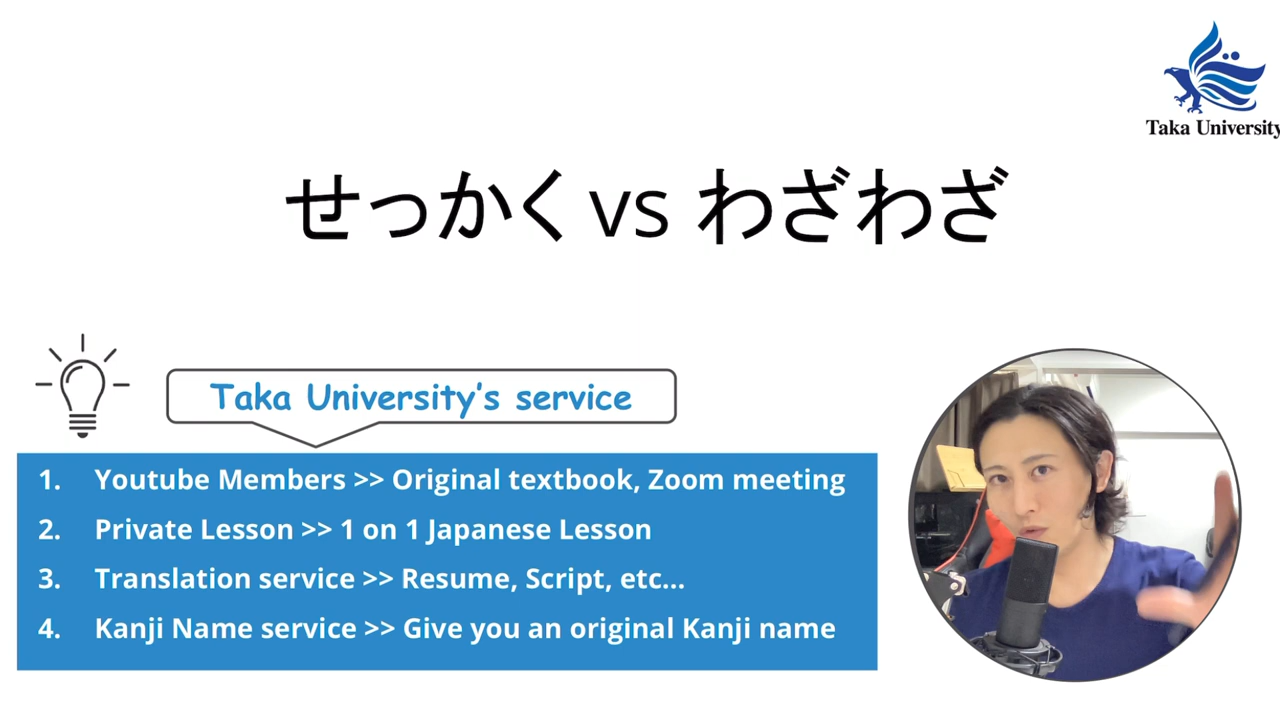 Taka University
せっかく vs わざわざ
Taka University's service
1. Youtube Members >> Original textbook, Zoom meeting
2. Private Lesson >> 1 on 1 Japanese Lesson
3. Translation service >> Resume, Script, etc...
4. Kanji Name service >> Give you an original Kanji name